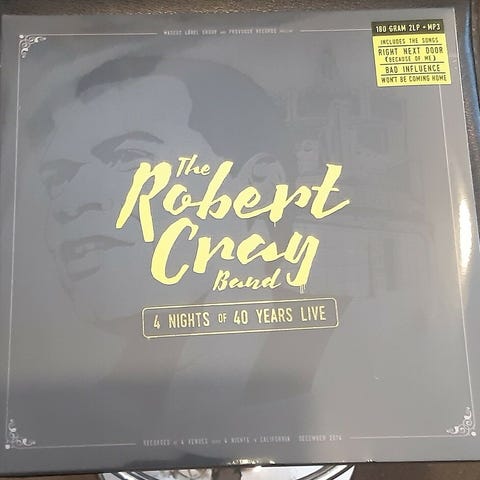 MASCOT LABEL GROUP AND PROVOGUE RECORDS
180 GRAM 2LP + MP3
INCLUDES THE SONGS
RIGHT NEXT DOOR
(BECAUSE OF ME)
BAD INFLUENCE
WON'T BE COMING HOME
The
Robert
Cray
Band
4 NIGHTS OF 40 YEARS LIVE
RECORDED AT 4 VENUES OVER 4 NIGHTS IN CALIFORNIA DECEMBER 2014